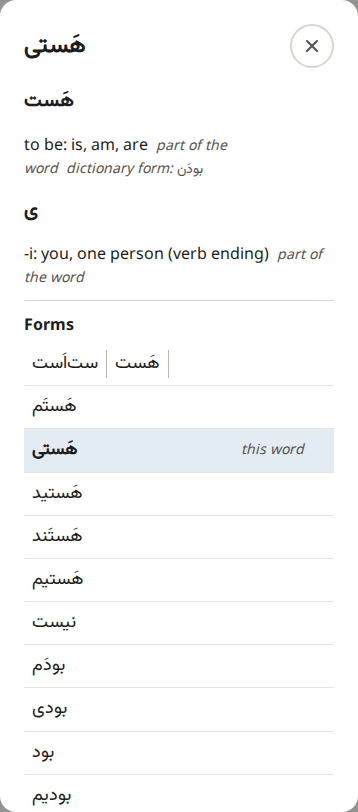 هَستی
هَست
to be: is, am, are part of the
word dictionary form: بودَن
ی
-i: you, one person (verb ending) part of
the word
Forms
ست‌اَست هَست
هَستَم
هَستی this word
هَستید
هَستَند
هَستیم
نیست
بودَم
بودی
بود
بودیم